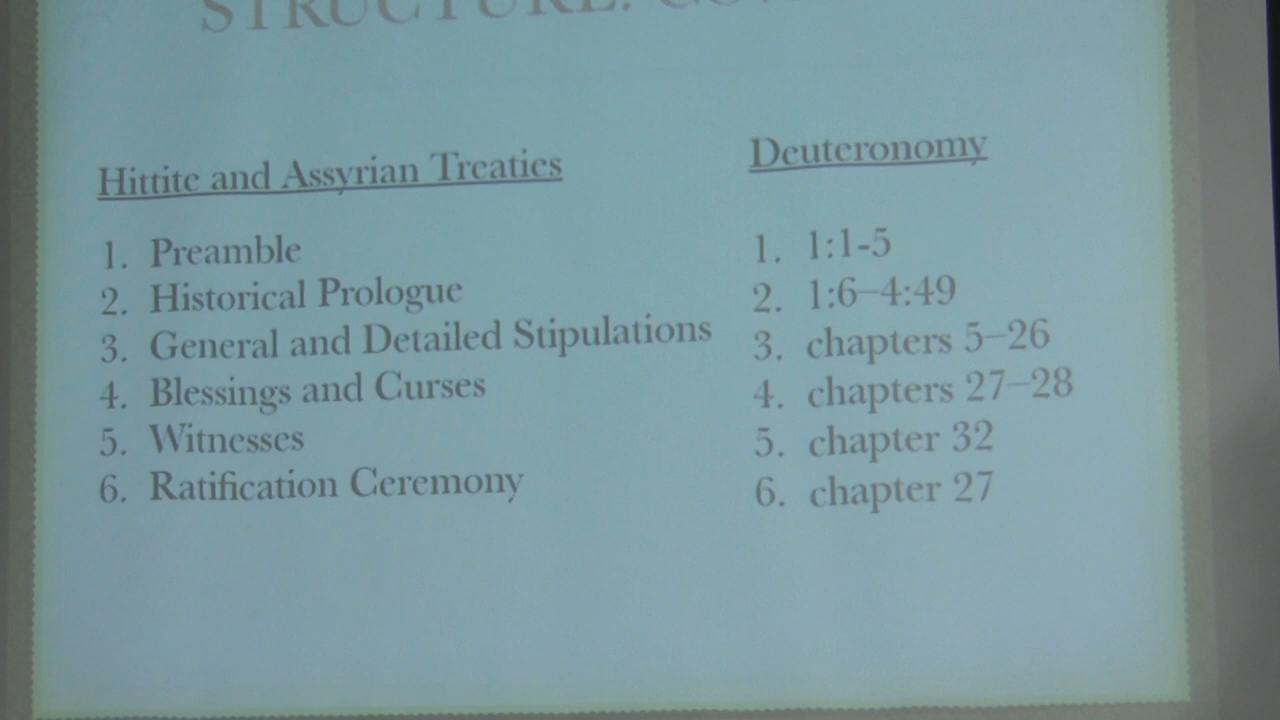 STRUCTURE:
Hittite and Assyrian Treaties
1. Preamble
2. Historical Prologue
3. General and Detailed Stipulations
4. Blessings and Curses
5. Witnesses
6. Ratification Ceremony
Deuteronomy
1. 1:1-5
2. 1:6–4:49
3. chapters 5–26
4. chapters 27–28
5. chapter 32
6. chapter 27